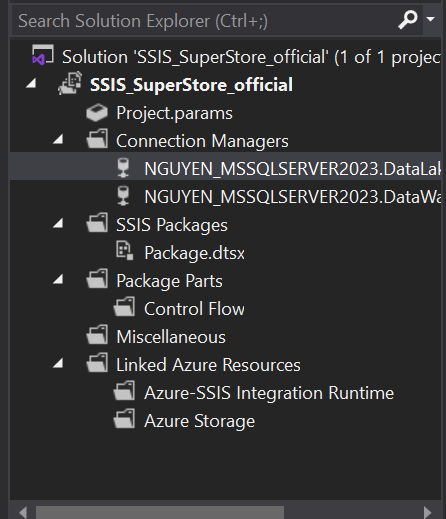 Search Solution Explorer (Ctrl+;)
Solution 'SSIS_SuperStore_official' (1 of 1 projec
SSIS_SuperStore_official
Project.params
Connection Managers
NGUYEN_MSSQLSERVER2023.DataLak
NGUYEN_MSSQLSERVER2023.DataWa
SSIS Packages
Package.dtsx
Package Parts
Control Flow
Miscellaneous
Linked Azure Resources
Azure-SSIS Integration Runtime
Azure Storage